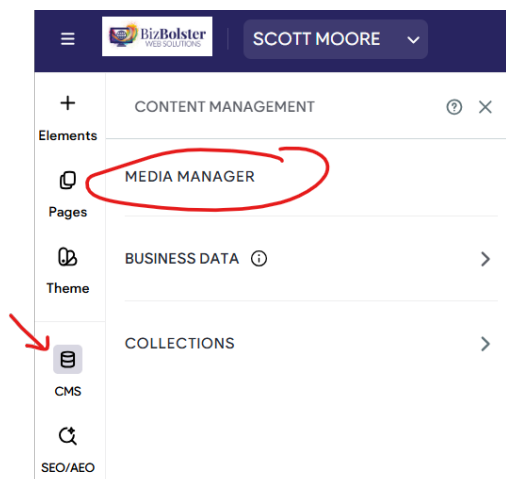 BizBolster
WEB SOLUTIONS
SCOTT MOORE
Elements
Pages
Theme
CMS
SEO/AEO
CONTENT MANAGEMENT
MEDIA MANAGER
BUSINESS DATA
COLLECTIONS